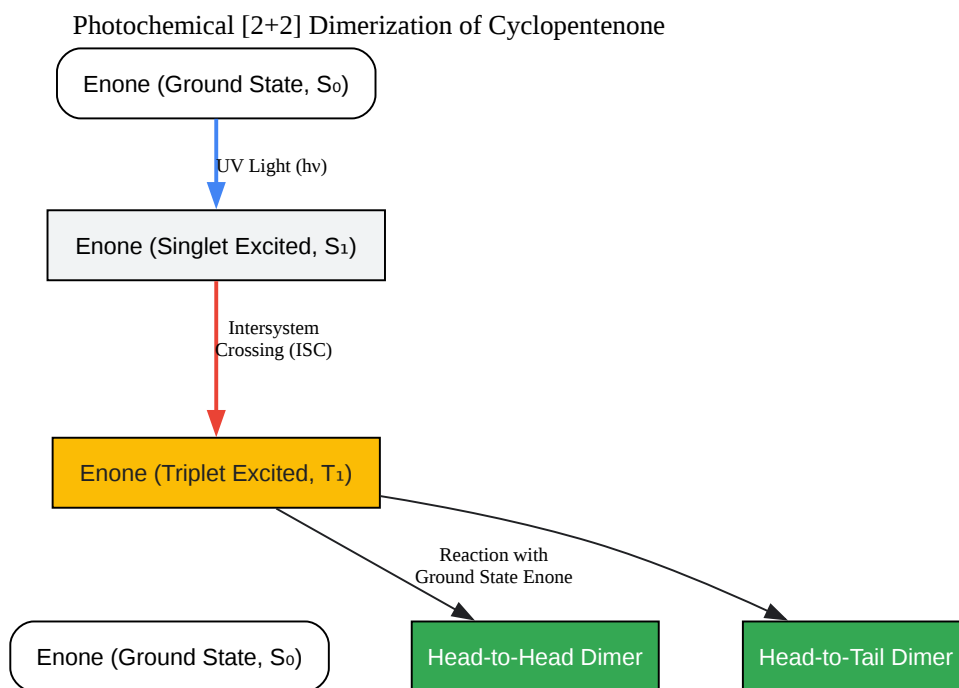 Photochemical [2+2] Dimerization of Cyclopentenone
Enone (Ground State, S₀)
UV Light (hν)
Enone (Singlet Excited, S₁)
Intersystem
Crossing (ISC)
Enone (Triplet Excited, T₁)
Reaction with
Ground State Enone
Enone (Ground State, S₀)
Head-to-Head Dimer
Head-to-Tail Dimer